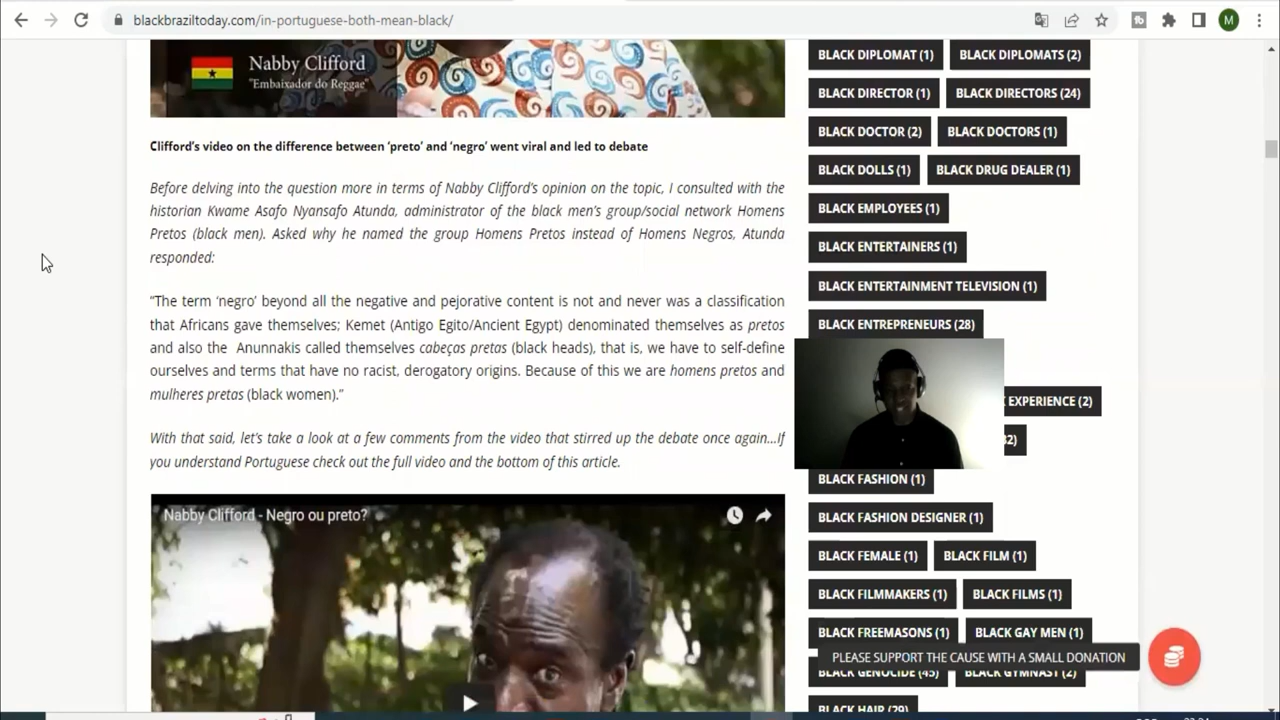 blackbraziltoday.com/in-portuguese-both-mean-black/
M
Nabby Clifford
"Embaixador do Reggae"
Clifford's video on the difference between 'preto' and 'negro' went viral and led to debate
Before delving into the question more in terms of Nabby Clifford's opinion on the topic, I consulted with the
historian Kwame Asafo Nyansafo Atunda, administrator of the black men's group/social network Homens
Pretos (black men). Asked why he named the group Homens Pretos instead of Homens Negros, Atunda
responded:
"The term 'negro' beyond all the negative and pejorative content is not and never was a classification
that Africans gave themselves; Kemet (Antigo Egito/Ancient Egypt) denominated themselves as pretos
and also the Anunnakis called themselves cabeças pretas (black heads), that is, we have to self-define
ourselves and terms that have no racist, derogatory origins. Because of this we are homens pretos and
mulheres pretas (black women)."
With that said, let's take a look at a few comments from the video that stirred up the debate once again...If
you understand Portuguese check out the full video and the bottom of this article.
Nabby Clifford - Negro ou preto?
BLACK DIPLOMAT (1) BLACK DIPLOMATS (2)
BLACK DIRECTOR (1) BLACK DIRECTORS (24)
BLACK DOCTOR (2) BLACK DOCTORS (1)
BLACK DOLLS (1) BLACK DRUG DEALER (1)
BLACK EMPLOYEES (1)
BLACK ENTERTAINERS (1)
BLACK ENTERTAINMENT TELEVISION (1)
BLACK ENTREPRENEURS (28)
EXPERIENCE (2)
BLACK FASHION (1)
BLACK FASHION DESIGNER (1)
BLACK FEMALE (1) BLACK FILM (1)
BLACK FILMMAKERS (1) BLACK FILMS (1)
BLACK FREEMASONS (1) BLACK GAY MEN (1)
PLEASE SUPPORT THE CAUSE WITH A SMALL DONATION
BLACK GENOCIDE (45) BLACK GYMNAST (2)
BLACK HAIR (29)